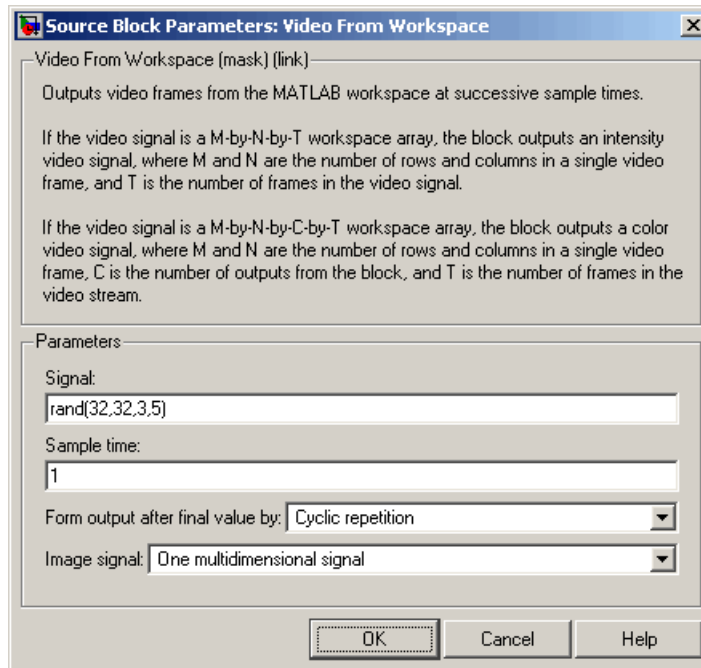 Source Block Parameters: Video From Workspace
Video From Workspace (mask) (link)
Outputs video frames from the MATLAB workspace at successive sample times.
If the video signal is a M-by-N-by-T workspace array, the block outputs an intensity
video signal, where M and N are the number of rows and columns in a single video
frame, and T is the number of frames in the video signal.
If the video signal is a M-by-N-by-C-by-T workspace array, the block outputs a color
video signal, where M and N are the number of rows and columns in a single video
frame, C is the number of outputs from the block, and T is the number of frames in the
video stream.
Parameters
Signal:
rand(32,32,3,5)
Sample time:
1
Form output after final value by: Cyclic repetition
Image signal: One multidimensional signal
OK Cancel Help